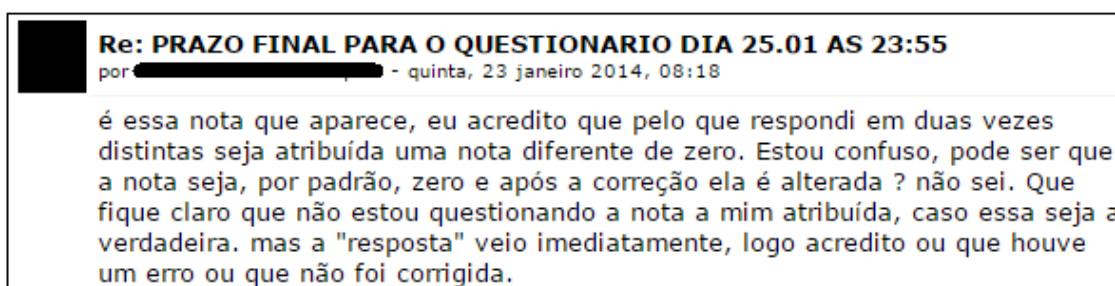 Re: PRAZO FINAL PARA O QUESTIONARIO DIA 25.01 AS 23:55
por - quinta, 23 janeiro 2014, 08:18
é essa nota que aparece, eu acredito que pelo que respondi em duas vezes
distintas seja atribuída uma nota diferente de zero. Estou confuso, pode ser que
a nota seja, por padrão, zero e após a correção ela é alterada ? não sei. Que
fique claro que não estou questionando a nota a mim atribuída, caso essa seja a
verdadeira. mas a "resposta" veio imediatamente, logo acredito ou que houve
um erro ou que não foi corrigida.